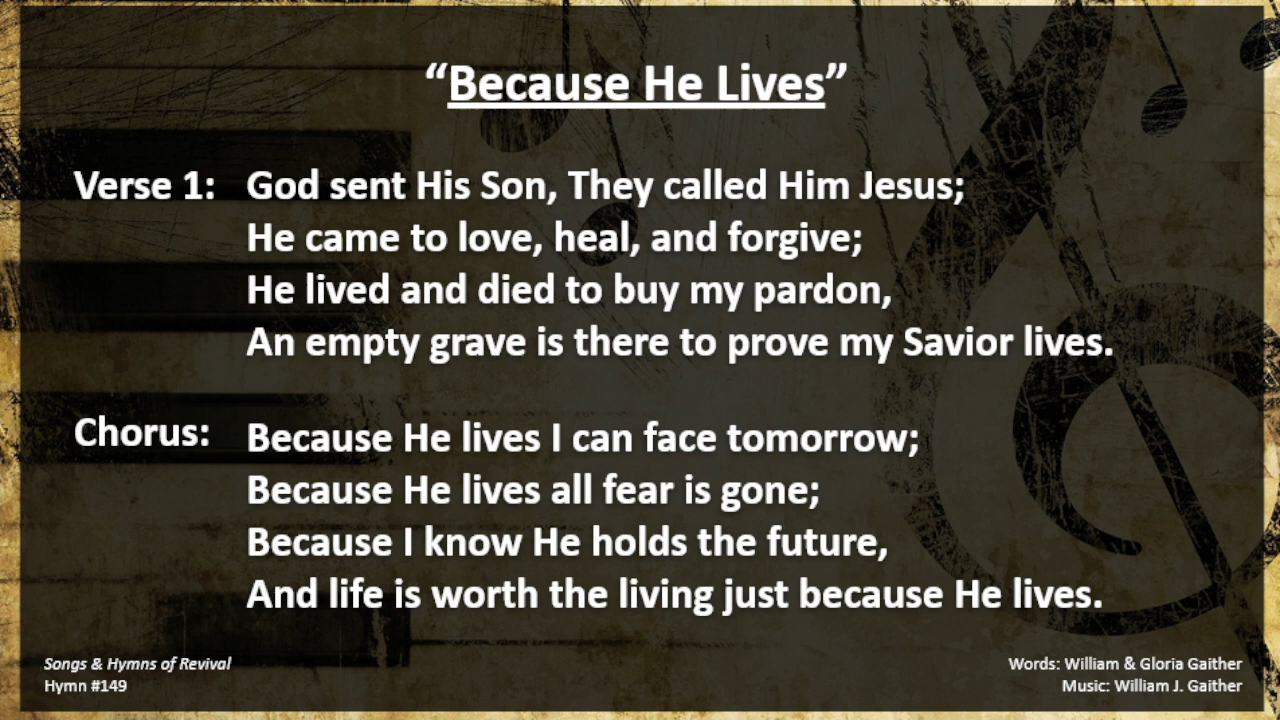 “Because He Lives”
Verse 1: God sent His Son, They called Him Jesus;
He came to love, heal, and forgive;
He lived and died to buy my pardon,
An empty grave is there to prove my Savior lives.
Chorus: Because He lives I can face tomorrow;
Because He lives all fear is gone;
Because I know He holds the future,
And life is worth the living just because He lives.
Songs & Hymns of Revival
Hymn #149
Words: William & Gloria Gaither
Music: William J. Gaither